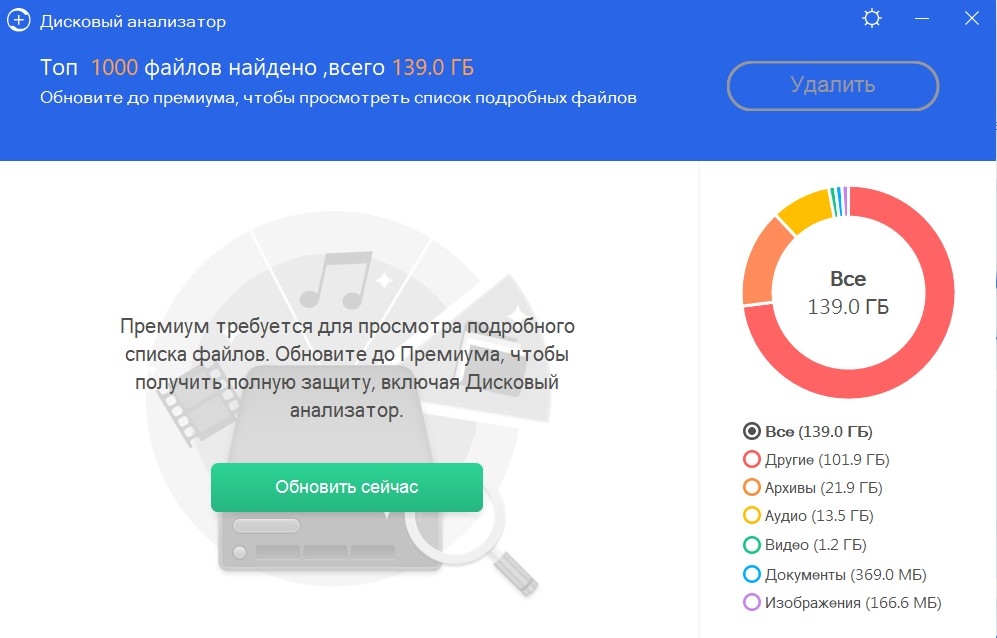 Дисковый анализатор
Топ 1000 файлов найдено ,всего 139.0 ГБ
Обновите до премиума, чтобы просмотреть список подробных файлов
Удалить
Премиум требуется для просмотра подробного
списка файлов. Обновите до Премиума, чтобы
получить полную защиту, включая Дисковый
анализатор.
Обновить сейчас
Все
139.0 ГБ
Все (139.0 ГБ)
Другие (101.9 ГБ)
Архивы (21.9 ГБ)
Аудио (13.5 ГБ)
Видео (1.2 ГБ)
Документы (369.0 МБ)
Изображения (166.6 МБ)